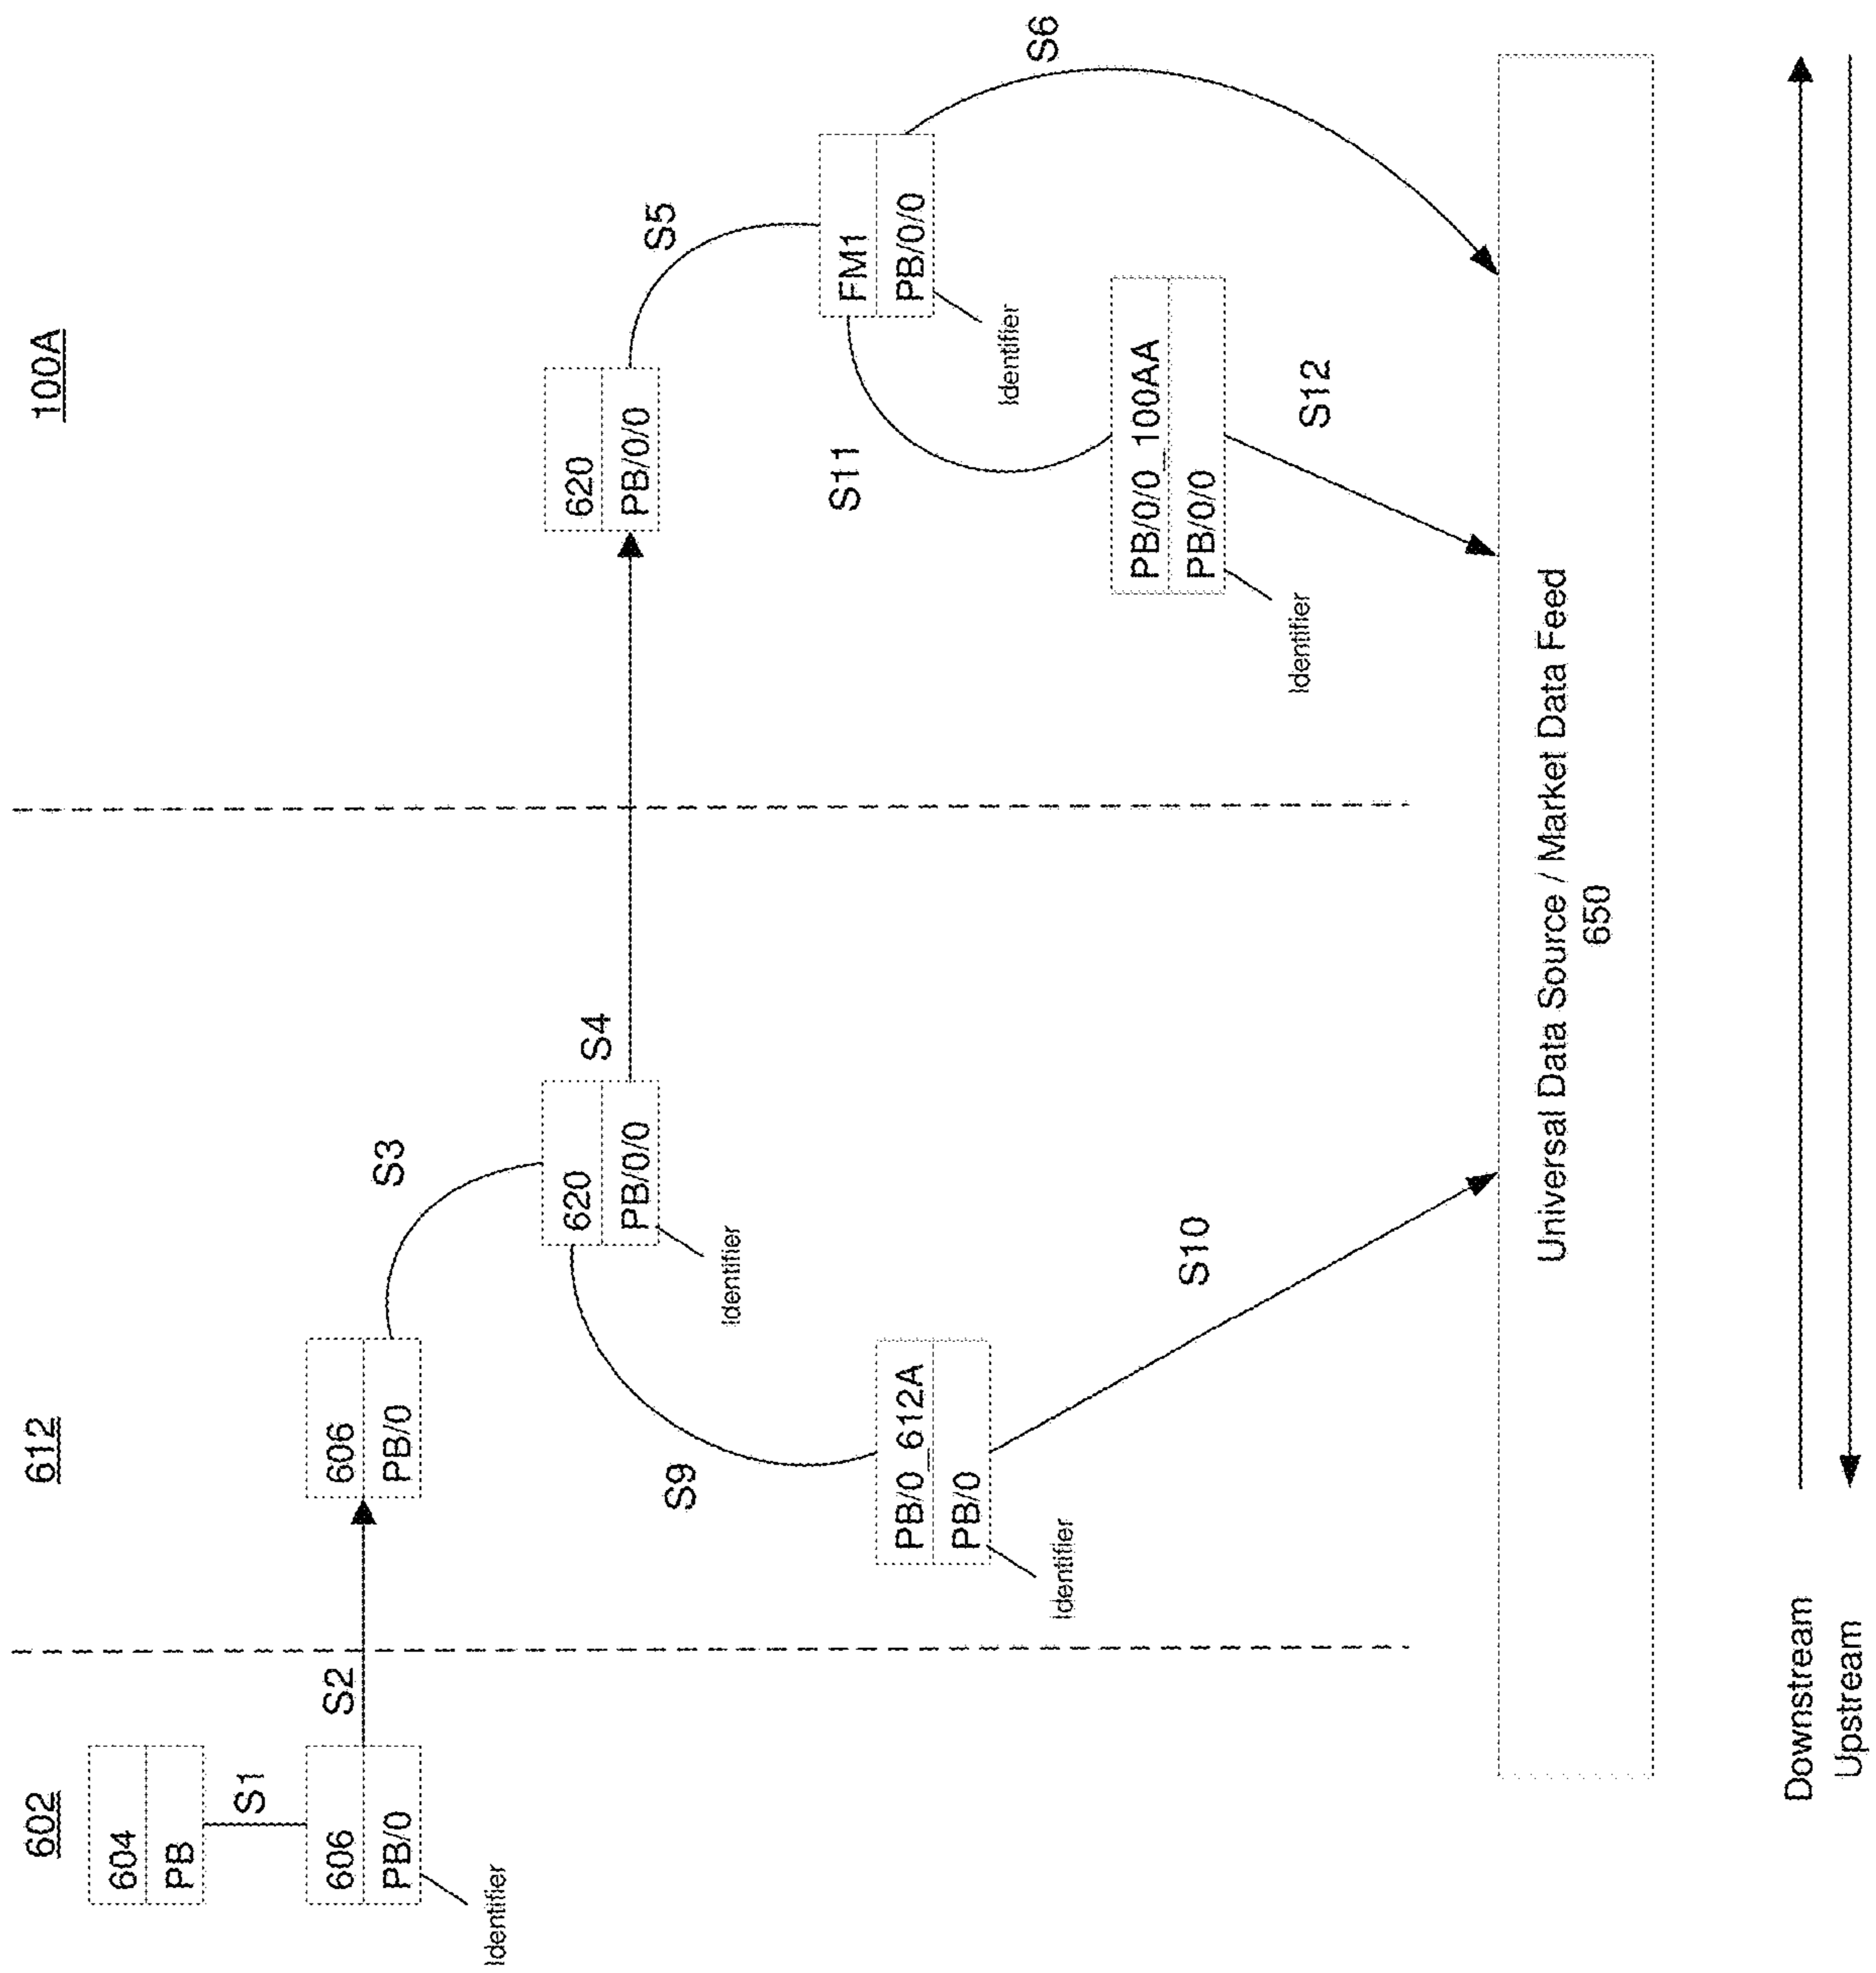 602
612
100A
604
PB
S1
606
PB/0
Identifier
S2
606
PB/0
S3
620
PB/0/0
Identifier
S4
620
PB/0/0
S5
S9
PB/0_612A
PB/0
Identifier
S10
FM1
PB/0/0
Identifier
S6
S11
PB/0/0_100AA
PB/0/0
Identifier
S12
Universal Data Source / Market Data Feed
650
Downstream
Upstream